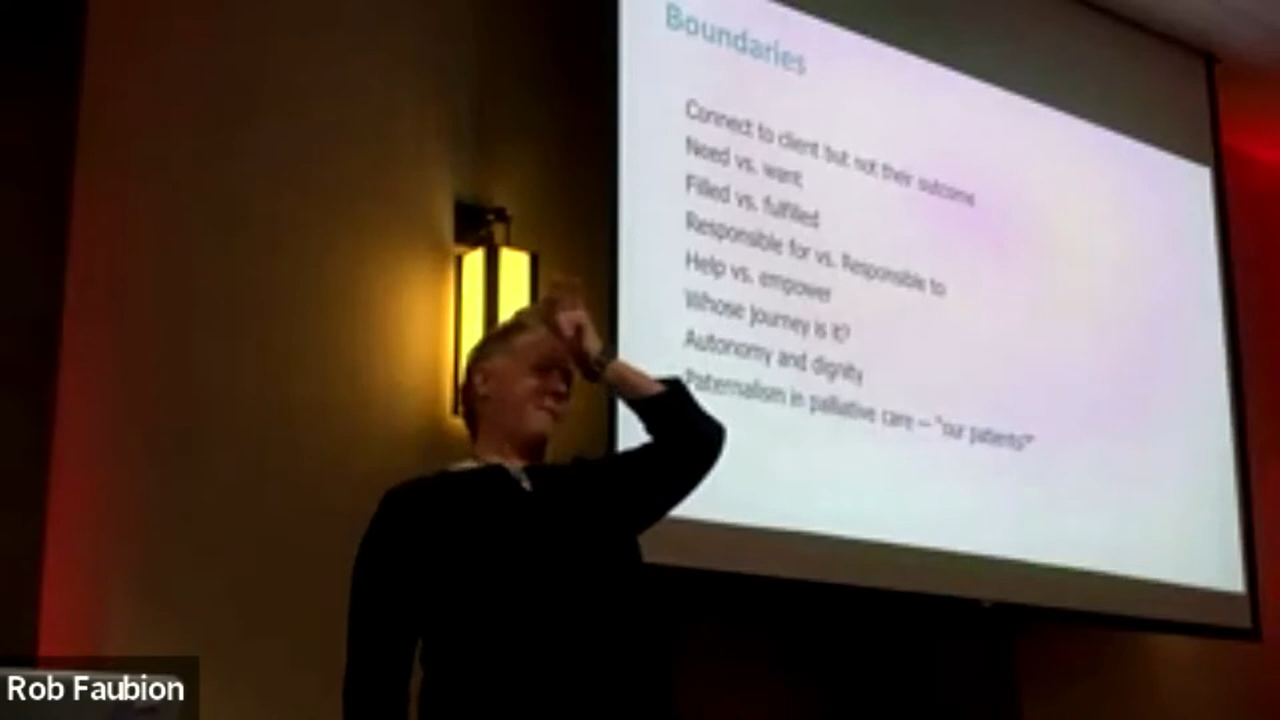 Boundaries
Connect to client but not their outcome
Need vs. want
Filled vs. fulfilled
Responsible for vs. Responsible to
Help vs. empower
Whose journey is it?
Autonomy and dignity
Paternalism in palliative care – "our patients"
Rob Faubion